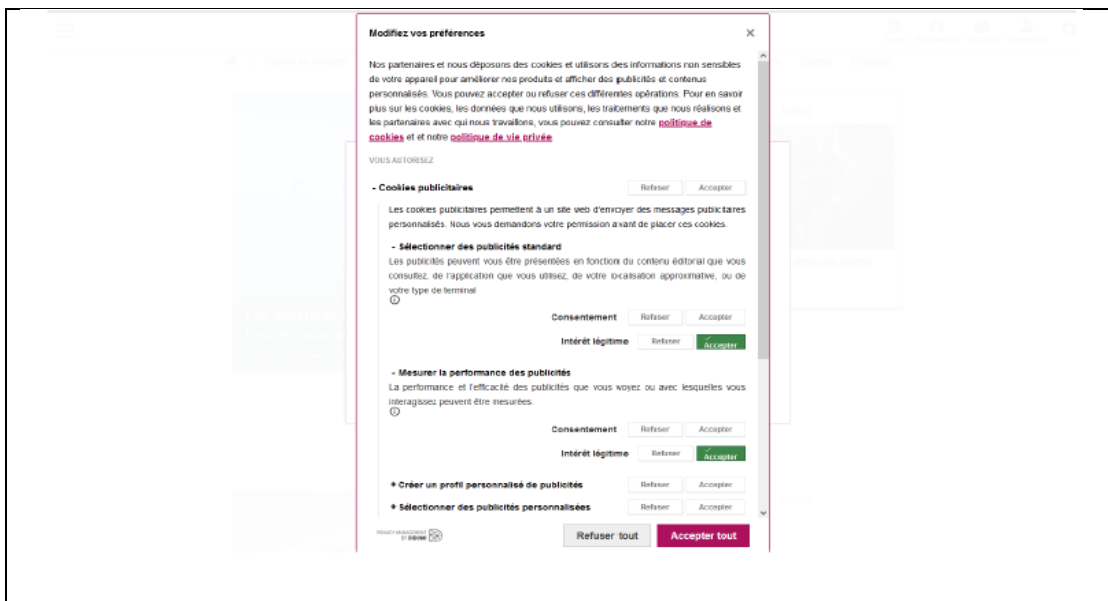 Modifiez vos préférences
Nos partenaires et nous déposons des cookies et utilisons des informations non sensibles
de votre appareil pour améliorer nos produits et afficher des publicités et contenus
personnalisés. Vous pouvez accepter ou refuser ces différentes opérations. Pour en savoir
plus sur les cookies, les données que nous utilisons, les traitements que nous réalisons et
les partenaires avec qui nous travaillons, vous pouvez consulter notre politique de
cookies et et notre politique de vie privée
VOUS AUTORISEZ
- Cookies publicitaires Refuser Accepter
Les cookies publicitaires permettent à un site web d'envoyer des messages publicitaires
personnalisés. Nous vous demandons votre permission avant de placer ces cookies.
- Sélectionner des publicités standard
Les publicités peuvent vous être présentées en fonction du contenu éditorial que vous
consultez, de l'application que vous utilisez, de votre localisation approximative, ou de
votre type de terminal
Consentement Refuser Accepter
Intérêt légitime Refuser Accepter
- Mesurer la performance des publicités
La performance et l'efficacité des publicités que vous voyez ou avec lesquelles vous
interagissez peuvent être mesurées.
Consentement Refuser Accepter
Intérêt légitime Refuser Accepter
+ Créer un profil personnalisé de publicités Refuser Accepter
+ Sélectionner des publicités personnalisées Refuser Accepter
PRIVACY MANAGEMENT
BY DIDOMI
Refuser tout Accepter tout